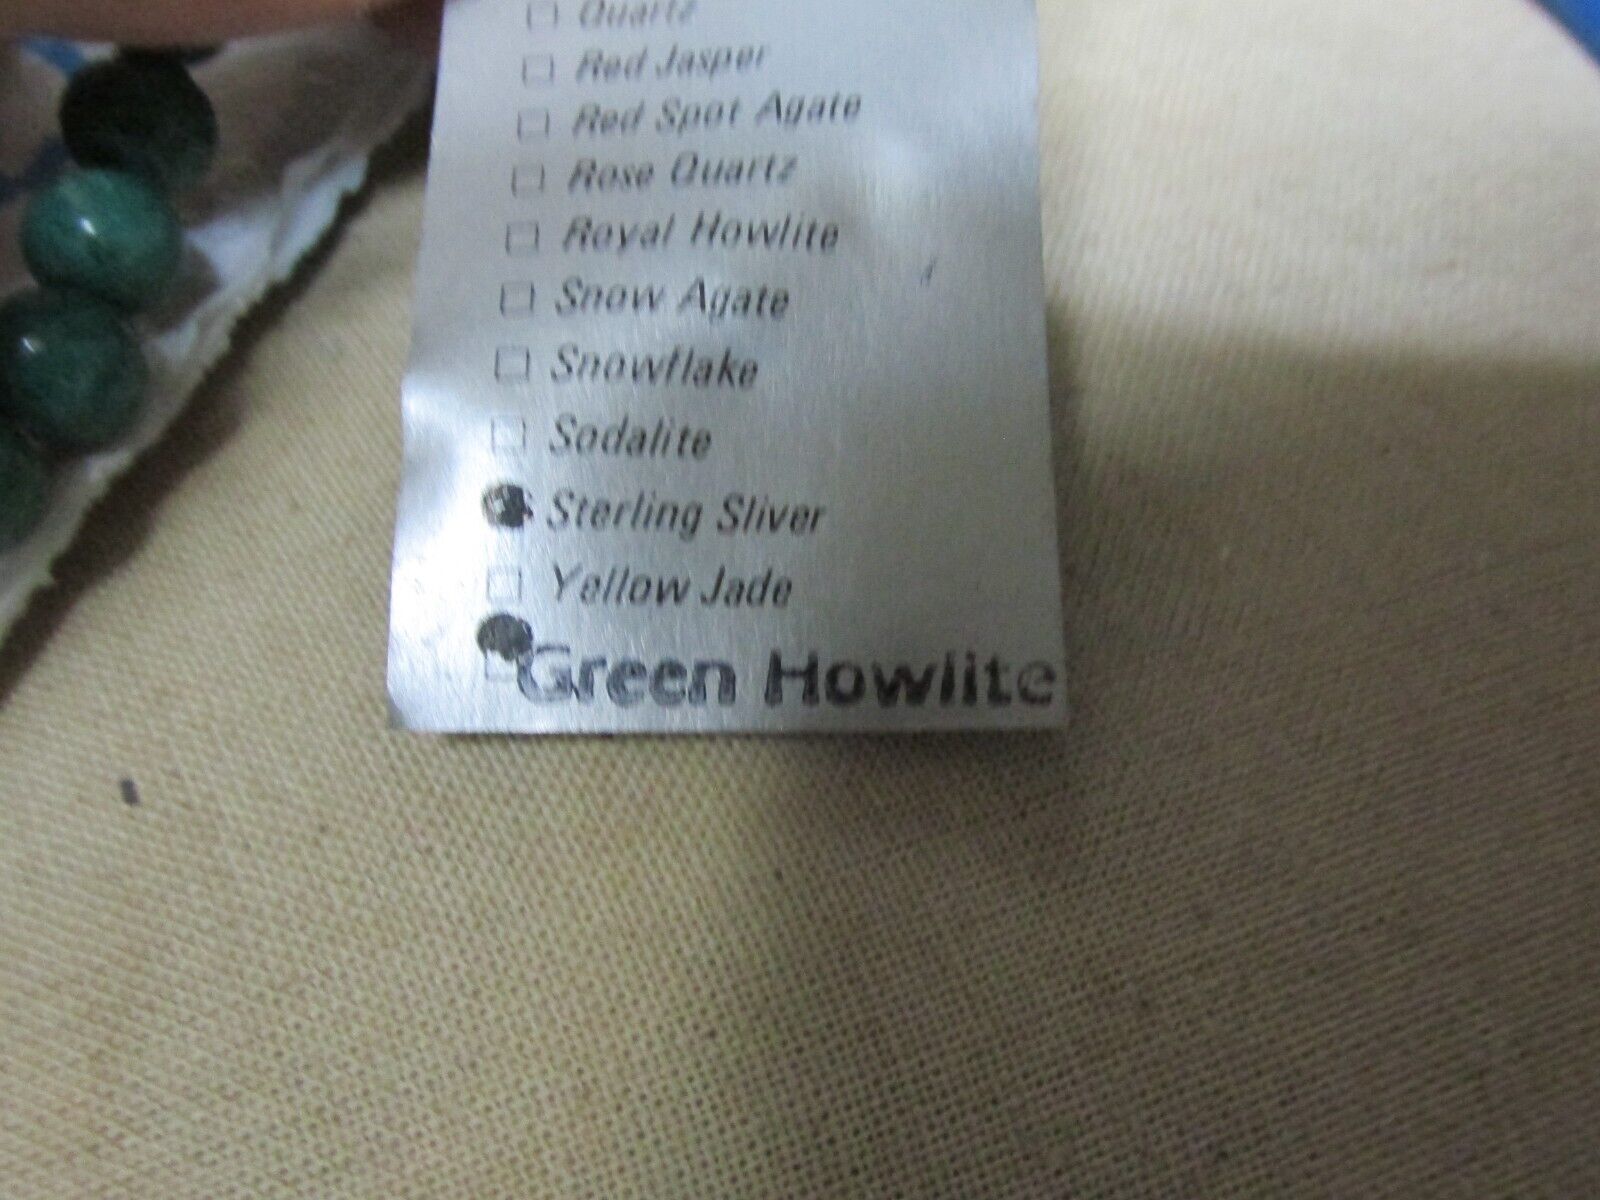 Quartz
Red Jasper
Red Spot Agate
Rose Quartz
Royal Howlite
Snow Agate
Snowflake
Sodalite
Sterling Sliver
Yellow Jade
Green Howlite